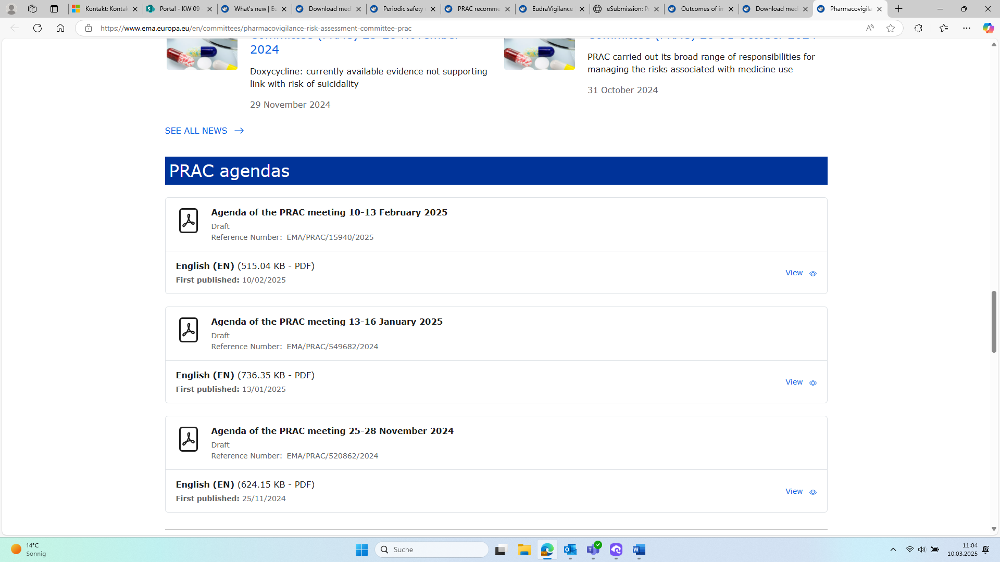 Kontakt: Kontak
Portal - KW 09
What's new | Eu
Download med
Periodic safety
PRAC recomme
EudraVigilance
eSubmission: P
Outcomes of im
Download med
Pharmacovigila
https://www.ema.europa.eu/en/committees/pharmacovigilance-risk-assessment-committee-prac
2024
Doxycycline: currently available evidence not supporting
link with risk of suicidality
29 November 2024
PRAC carried out its broad range of responsibilities for
managing the risks associated with medicine use
31 October 2024
SEE ALL NEWS
PRAC agendas
Agenda of the PRAC meeting 10-13 February 2025
Draft
Reference Number: EMA/PRAC/15940/2025
English (EN) (515.04 KB - PDF)
First published: 10/02/2025
View
Agenda of the PRAC meeting 13-16 January 2025
Draft
Reference Number: EMA/PRAC/549682/2024
English (EN) (736.35 KB - PDF)
First published: 13/01/2025
View
Agenda of the PRAC meeting 25-28 November 2024
Draft
Reference Number: EMA/PRAC/520862/2024
English (EN) (624.15 KB - PDF)
First published: 25/11/2024
View
14°C
Sonnig
Suche
11:04
10.03.2025